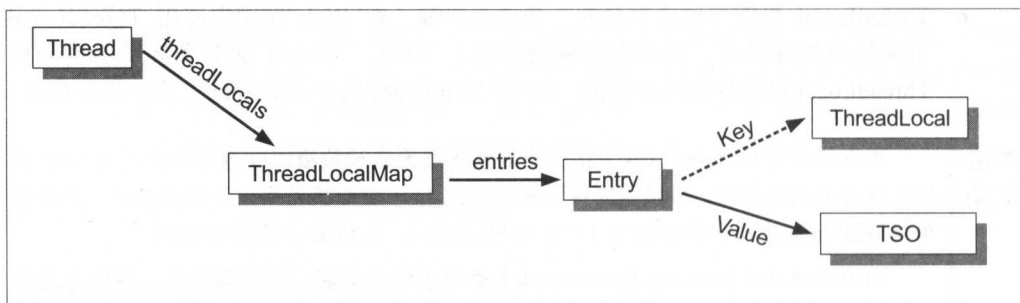 Thread
threadLocals
ThreadLocalMap
entries
Entry
Key
ThreadLocal
Value
TSO